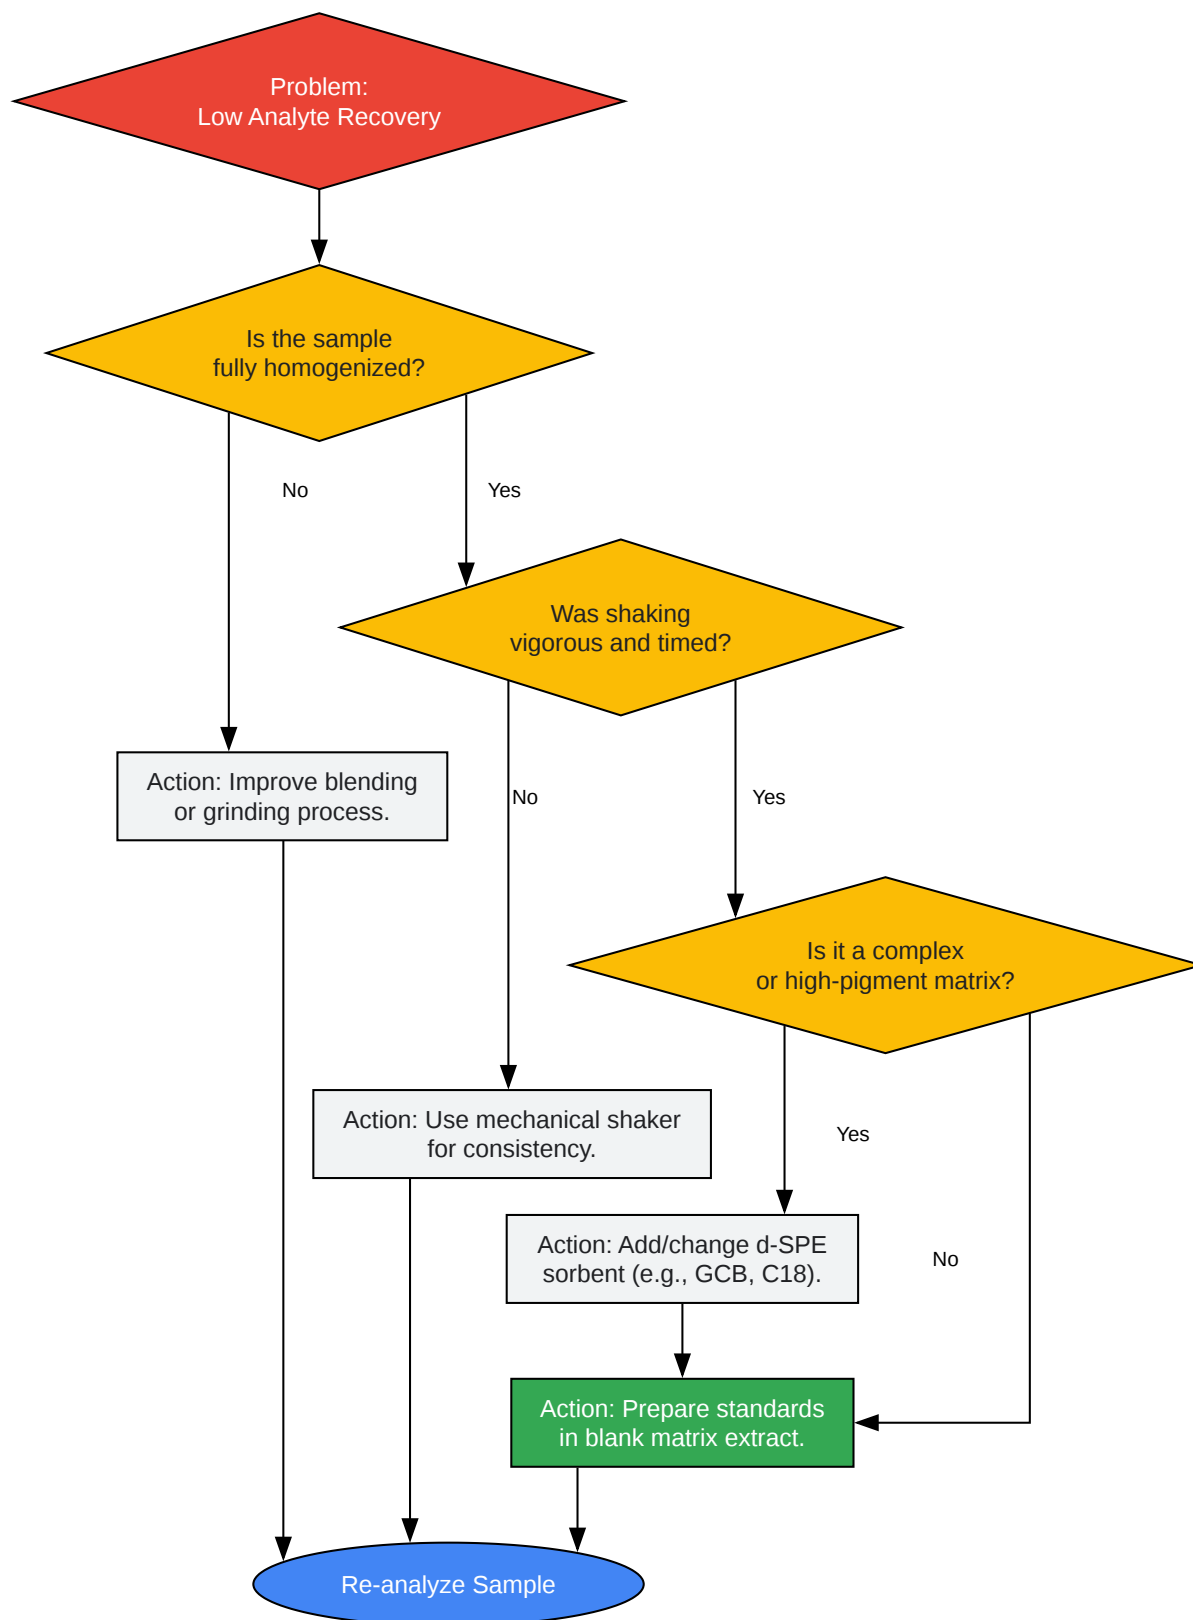 Problem:
Low Analyte Recovery
Is the sample
fully homogenized?
No
Yes
Was shaking
vigorous and timed?
Action: Improve blending
or grinding process.
No
Yes
Is it a complex
or high-pigment matrix?
Action: Use mechanical shaker
for consistency.
Yes
Action: Add/change d-SPE
sorbent (e.g., GCB, C18).
No
Action: Prepare standards
in blank matrix extract.
Re-analyze Sample